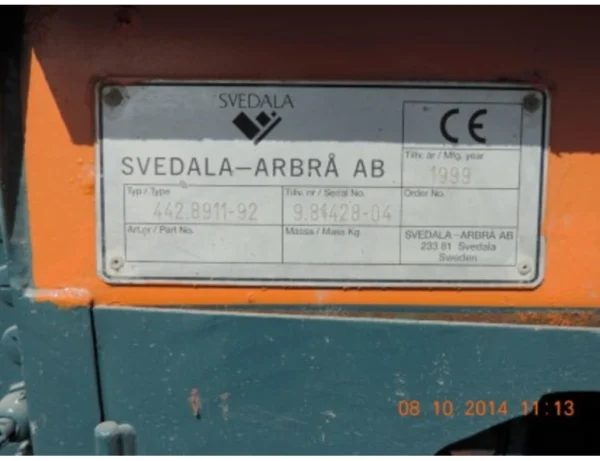 SVEDALA
CE
SVEDALA–ARBRÅ AB
Tillv. år / Mfg. year
1999
Typ / Type
442.8911-92
Tillv. nr / Serial No.
9.81428-04
Order No.
Art.nr / Part No.
Massa / Mass Kg
SVEDALA – ARBRÅ AB
233 81 Svedala
Sweden
08 10 2014 11:13